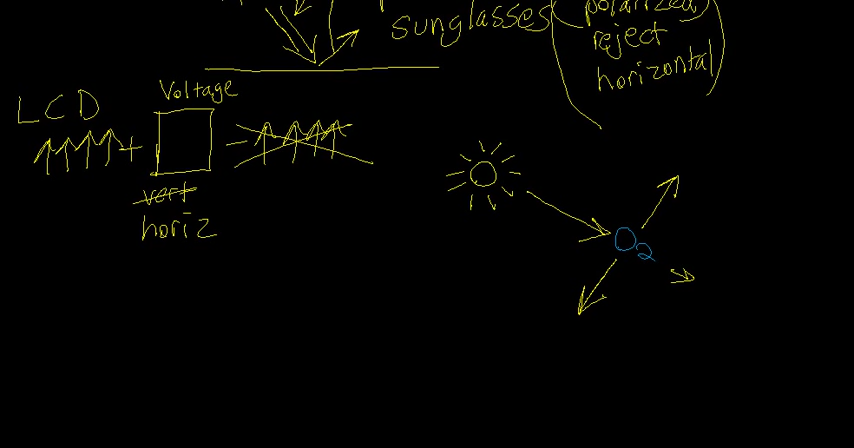 sunglasses (polarized)
reject
horizontal
Voltage
LCD
+
-
vert
horiz
O2